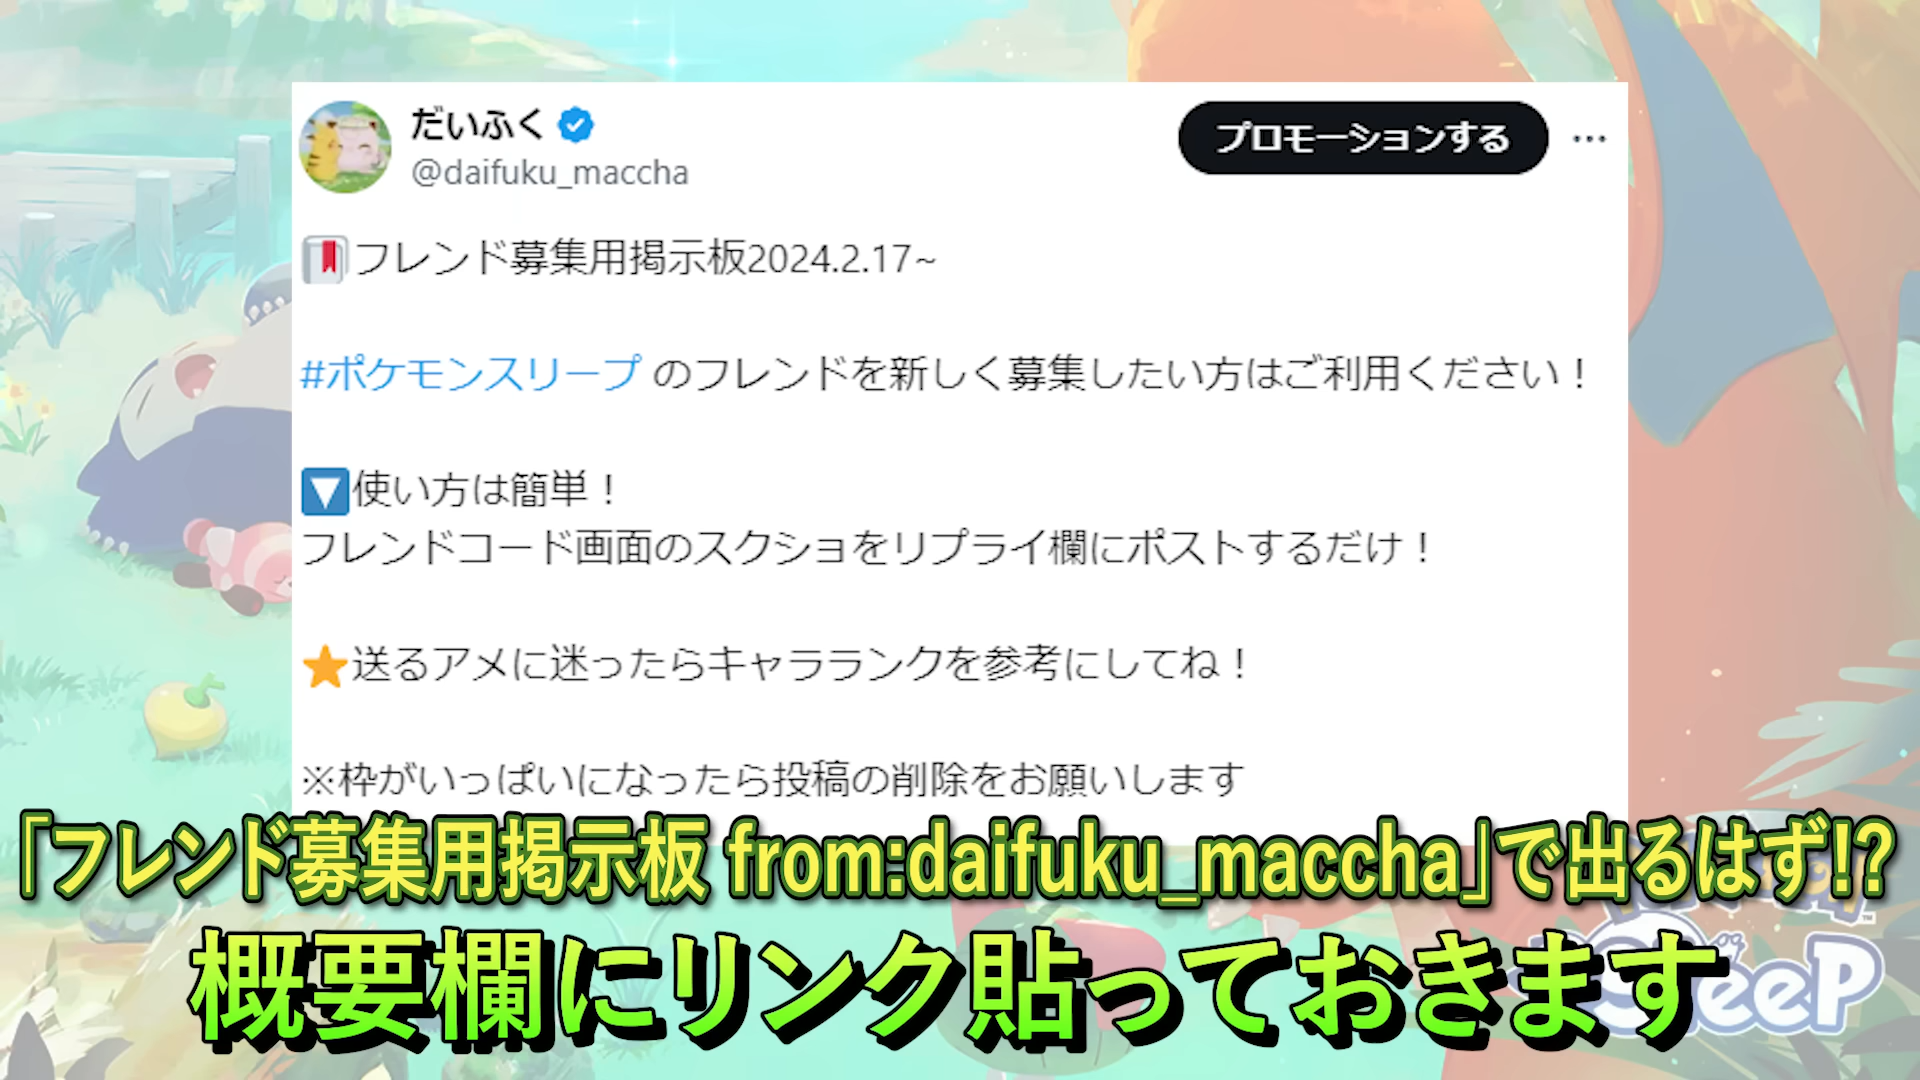 だいふく
@daifuku_maccha
プロモーションする
フレンド募集用掲示板2024.2.17~
#ポケモンスリープ のフレンドを新しく募集したい方はご利用ください！
使い方は簡単！
フレンドコード画面のスクショをリプライ欄にポストするだけ！
送るアメに迷ったらキャラランクを参考にしてね！
※枠がいっぱいになったら投稿の削除をお願いします
「フレンド募集用掲示板 from:daifuku_maccha」で出るはず!?
概要欄にリンク貼っておきます